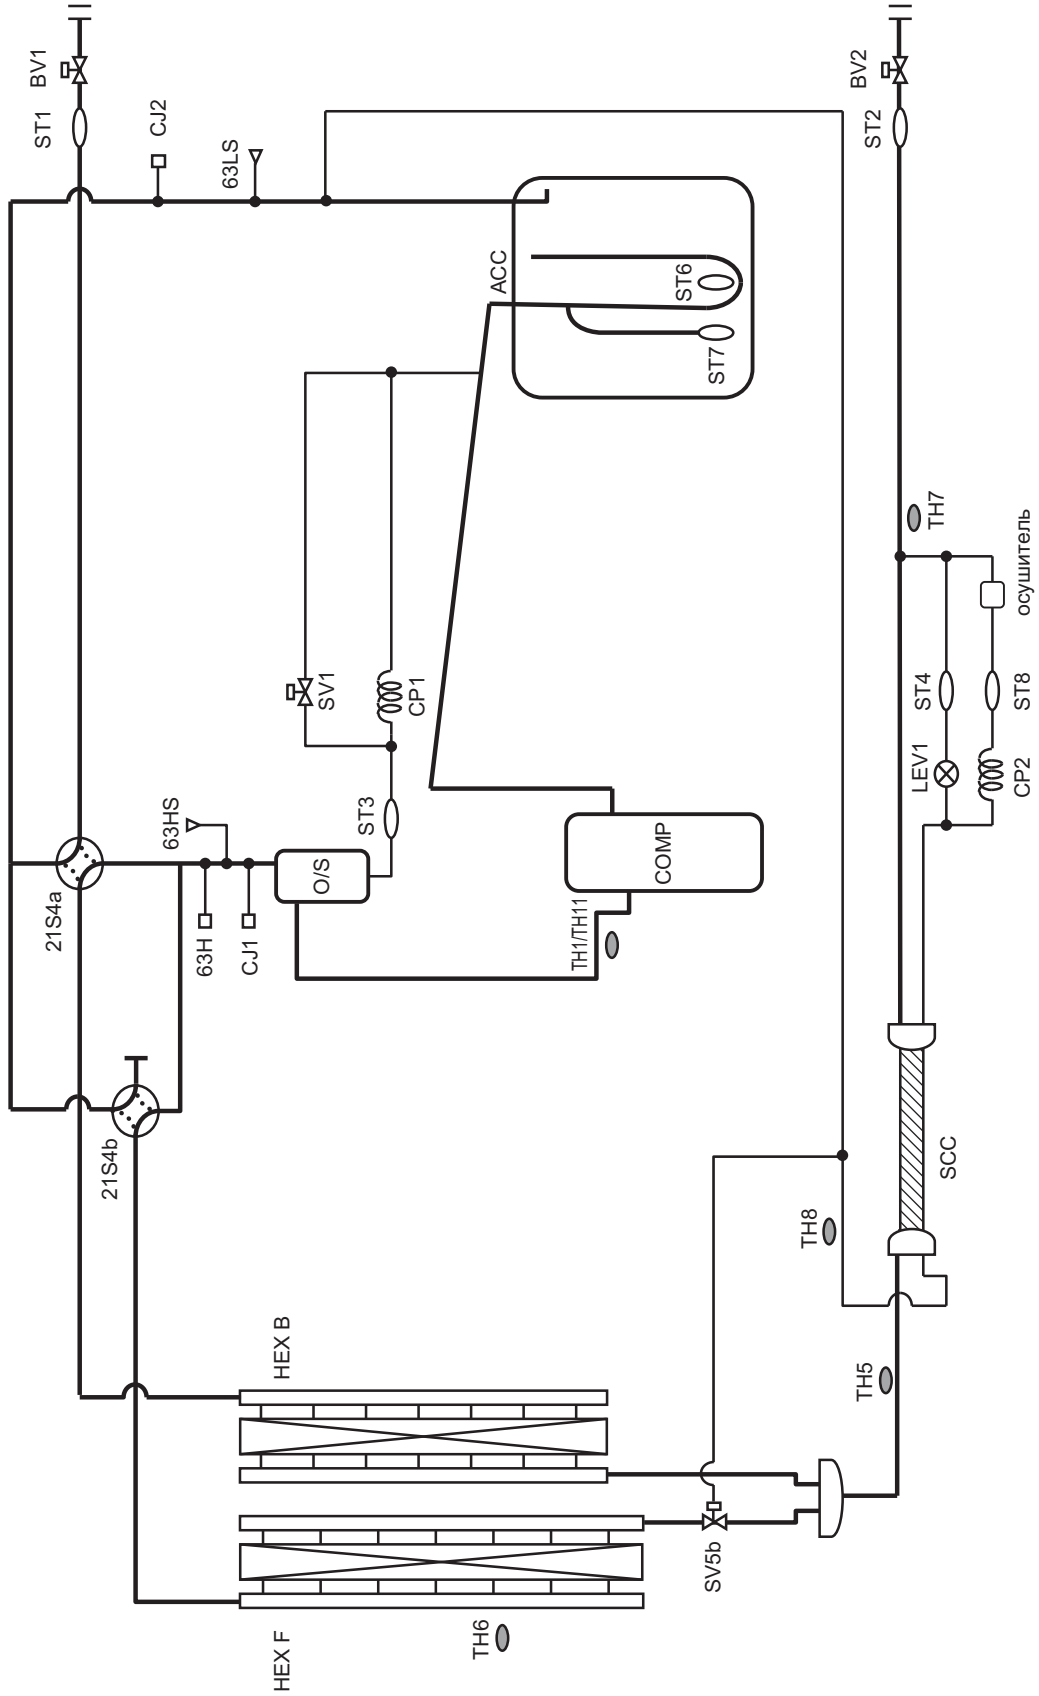 BV1
ST1
CJ2
63LS
BV2
ST2
ACC
ST6
ST7
TH7
осушитель
SV1
CP1
ST4
ST8
LEV1
CP2
ST3
63HS
21S4a
O/S
COMP
63H
CJ1
TH1/TH11
21S4b
SCC
TH8
HEX B
TH5
SV5b
HEX F
TH6